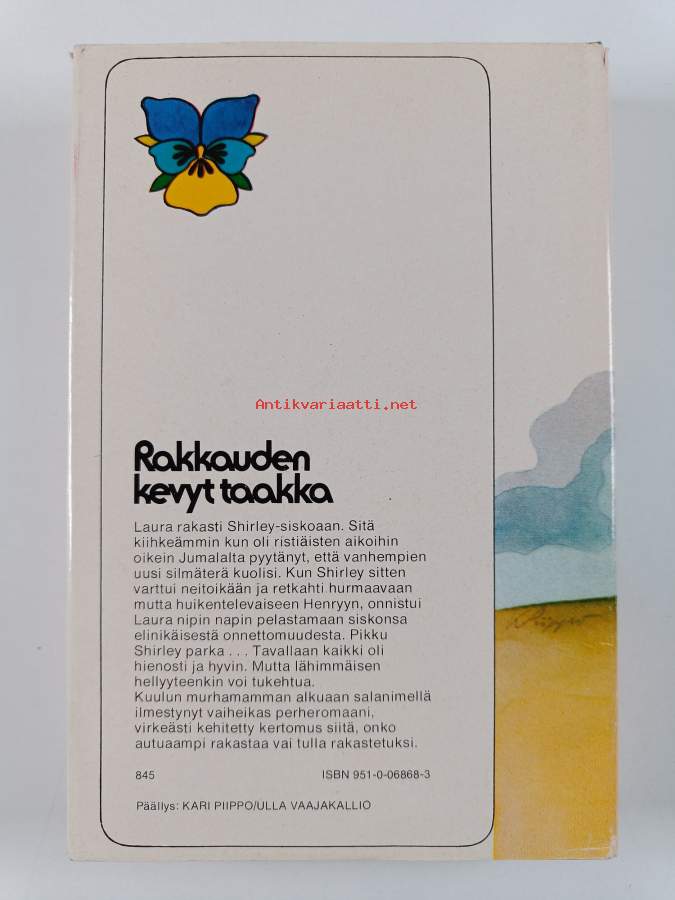 Antikvariaatti.net
Rakkauden
kevyt taakka
Laura rakasti Shirley-siskoaan. Sitä
kiihkeämmin kun oli ristiäisten aikoihin
oikein Jumalalta pyytänyt, että vanhempien
uusi silmäterä kuolisi. Kun Shirley sitten
varttui neitoikään ja retkahti hurmaavaan
mutta huikentelevaiseen Henryyn, onnistui
Laura nipin napin pelastamaan siskonsa
elinikäisestä onnettomuudesta. Pikku
Shirley parka . . . Tavallaan kaikki oli
hienosti ja hyvin. Mutta lähimmäisen
hellyyteenkin voi tukehtua.
Kuulun murhamamman alkuaan salanimellä
ilmestynyt vaiheikas perheromaani,
virkeästi kehitetty kertomus siitä, onko
autuaampi rakastaa vai tulla rakastetuksi.
845 ISBN 951-0-06868-3
Päällys: KARI PIIPPO/ULLA VAAJAKALLIO
Piippo